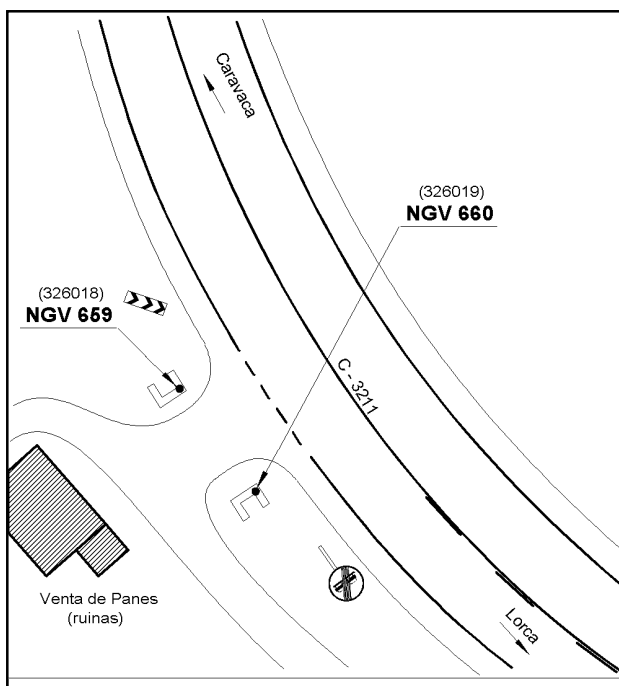 Caravaca
(326019)
NGV 660
(326018)
NGV 659
C - 3211
Venta de Panes
(ruinas)
Lorca